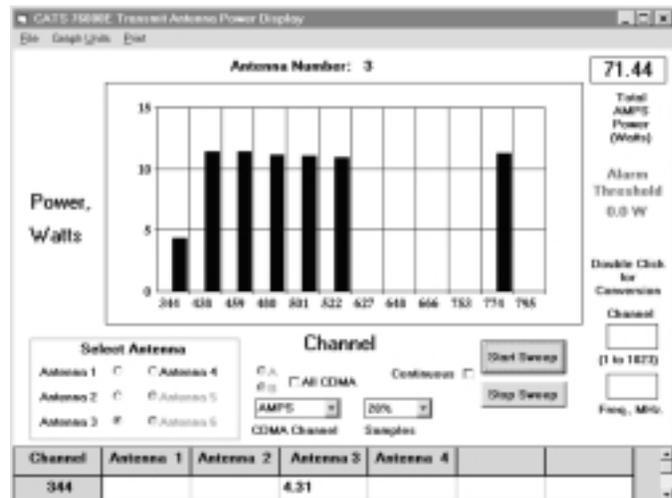 CATS 76800E Transmit Antenna Power Display
File Graph Units Print
Antenna Number: 3
71.44
Total
AMPS
Power
(Watts)
Alarm
Threshold
0.0 W
Power,
Watts
15
10
5
0
344 438 459 480 501 522 627 648 666 753 774 795
Double Click
for
Conversion
Channel
(1 to 1023)
Freq, MHz.
Select Antenna
Antenna 1 Antenna 4
Antenna 2 Antenna 5
Antenna 3 Antenna 6
Channel
A
B
All CDMA
Continuous
Start Sweep
Stop Sweep
AMPS
20%
CDMA Channel Samples
Channel Antenna 1 Antenna 2 Antenna 3 Antenna 4
344 4.31